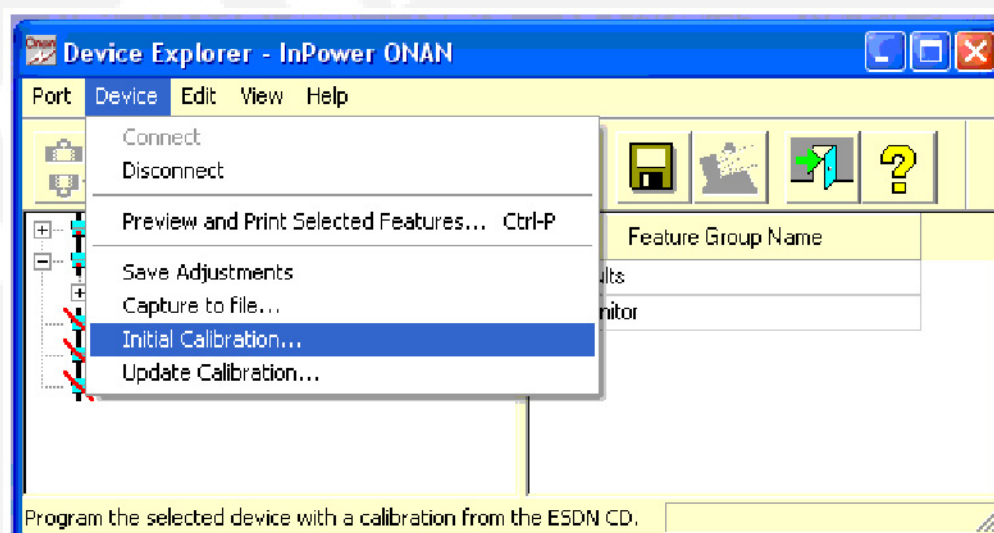 Onan
Device Explorer - InPower ONAN
Port Device Edit View Help
Connect
Disconnect
Preview and Print Selected Features... Ctrl-P
Save Adjustments
Capture to file...
Initial Calibration...
Update Calibration...
Feature Group Name
ults
nitor
Program the selected device with a calibration from the ESDN CD.